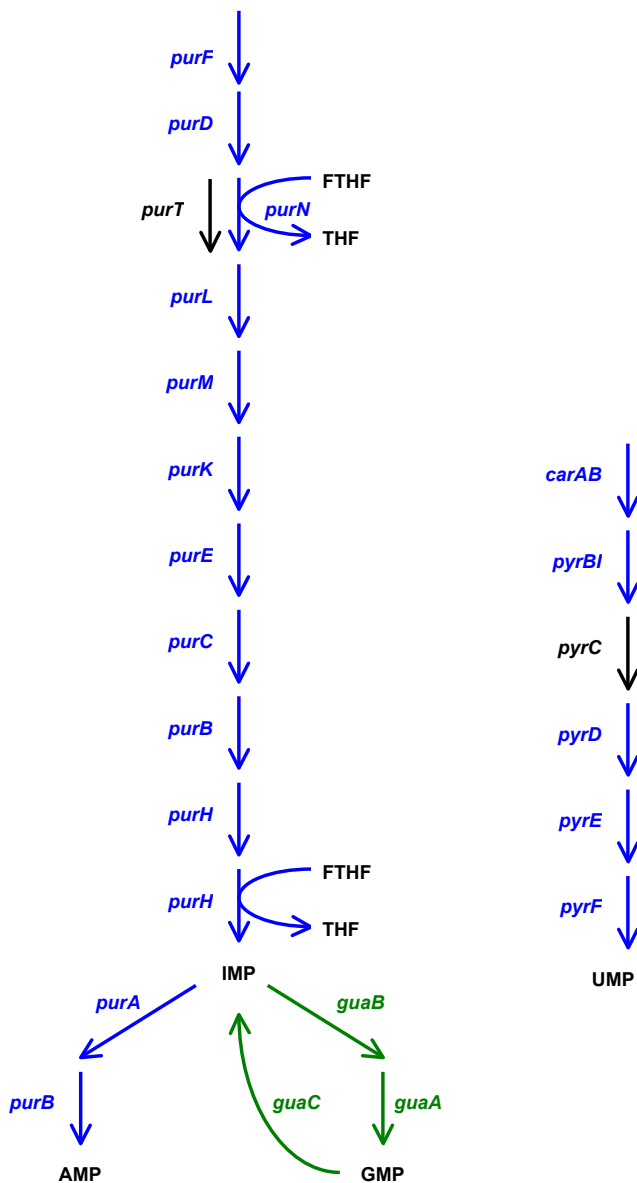 purF
purD
purT
purN
FTHF
THF
purL
purM
purK
purE
purC
purB
purH
purH
FTHF
THF
IMP
purA
guaB
purB
guaC
guaA
AMP
GMP
carAB
pyrBI
pyrC
pyrD
pyrE
pyrF
UMP